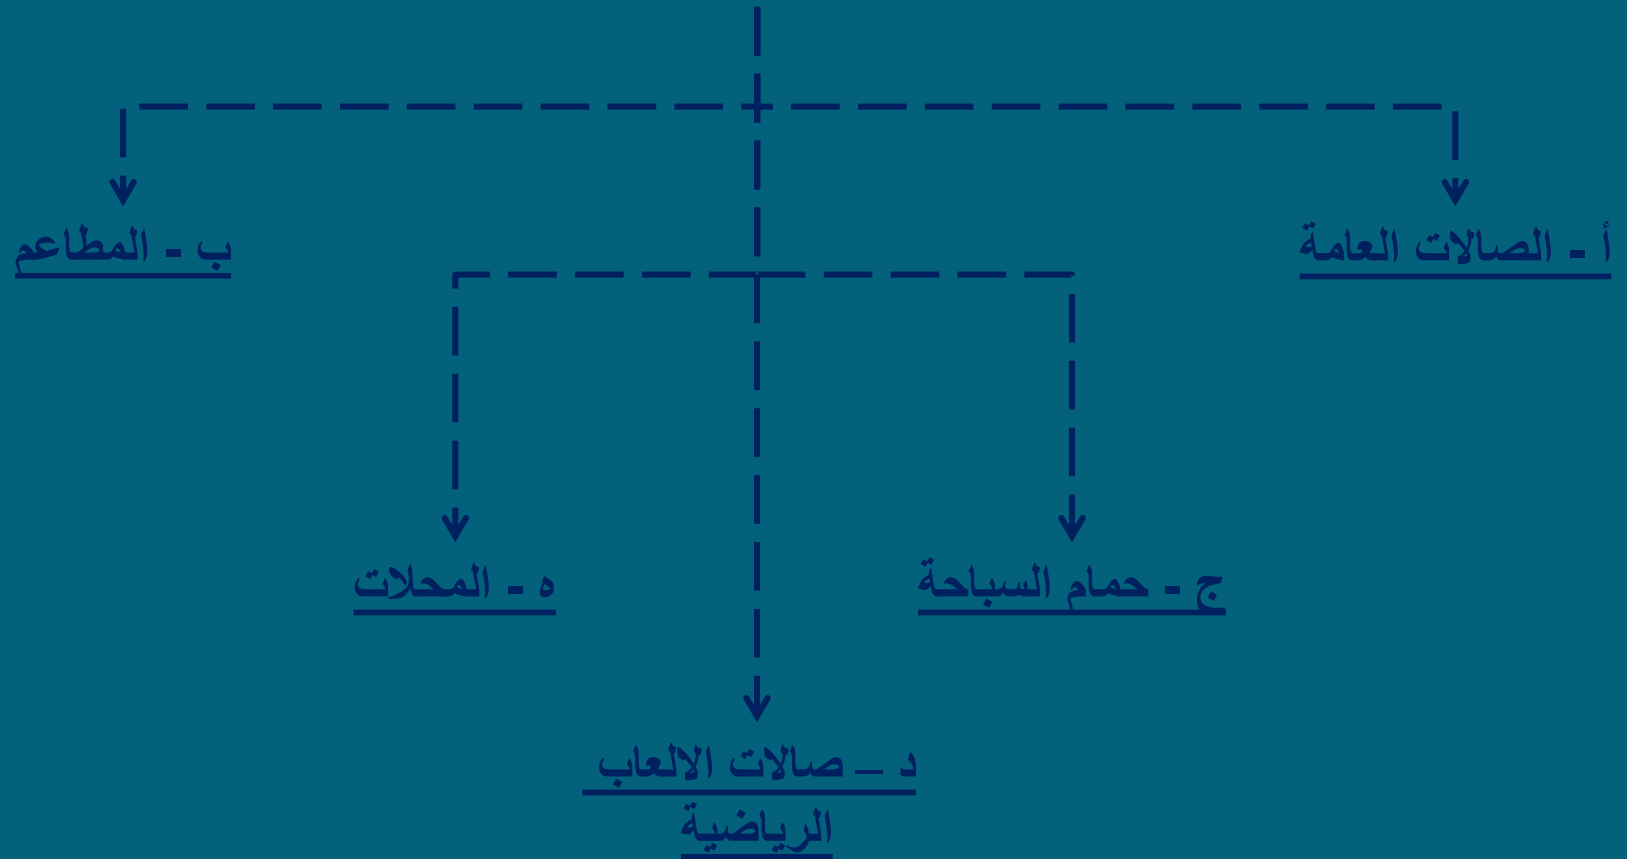 أ - الصالات العامة
ب - المطاعم
ج - حمام السباحة
ه - المحلات
د – صالات الالعاب
الرياضية